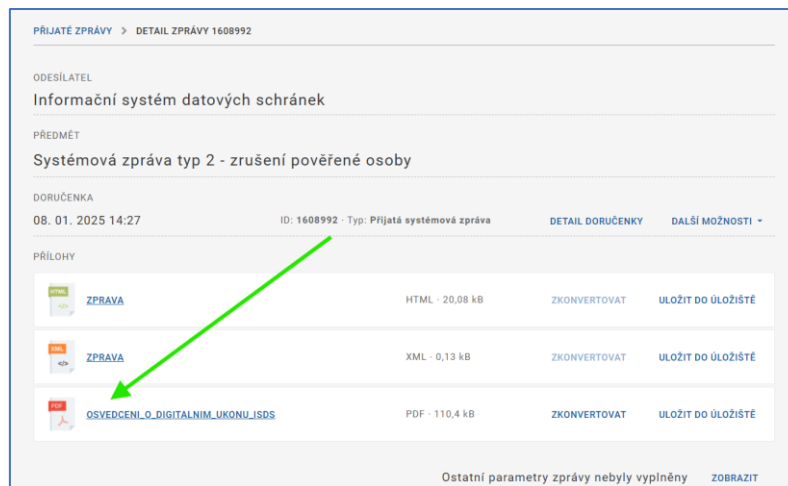 PŘIJATÉ ZPRÁVY > DETAIL ZPRÁVY 1608992
ODESÍLATEL
Informační systém datových schránek
PŘEDMĚT
Systémová zpráva typ 2 - zrušení pověřené osoby
DORUČENKA
08. 01. 2025 14:27 ID: 1608992 · Typ: Přijatá systémová zpráva DETAIL DORUČENKY DALŠÍ MOŽNOSTI
PŘÍLOHY
HTML </> ZPRAVA HTML · 20,08 kB ZKONVERTOVAT ULOŽIT DO ÚLOŽIŠTĚ
XML </> ZPRAVA XML · 0,13 kB ZKONVERTOVAT ULOŽIT DO ÚLOŽIŠTĚ
PDF OSVEDCENI_O_DIGITALNIM_UKONU_ISDS PDF · 110,4 kB ZKONVERTOVAT ULOŽIT DO ÚLOŽIŠTĚ
Ostatní parametry zprávy nebyly vyplněny ZOBRAZIT